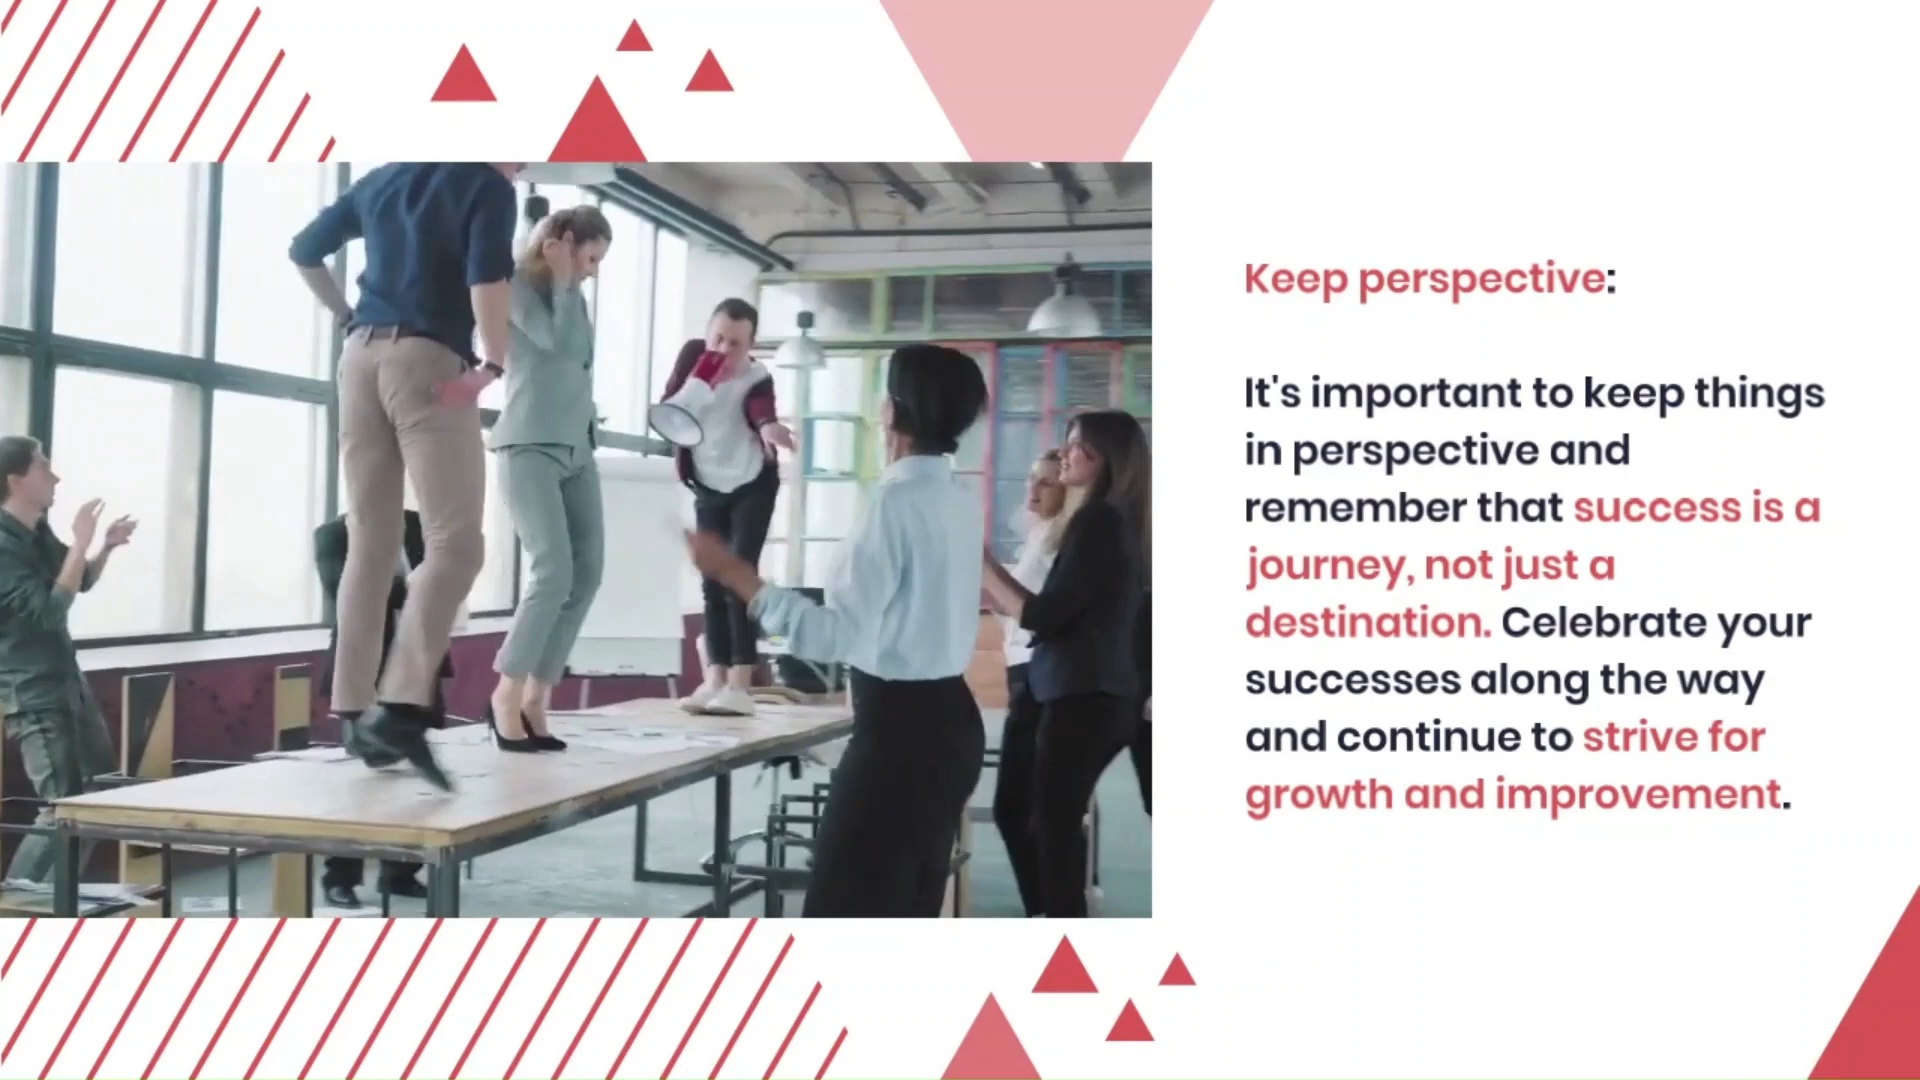 Keep perspective:
It's important to keep things
in perspective and
remember that success is a
journey, not just a
destination. Celebrate your
successes along the way
and continue to strive for
growth and improvement.